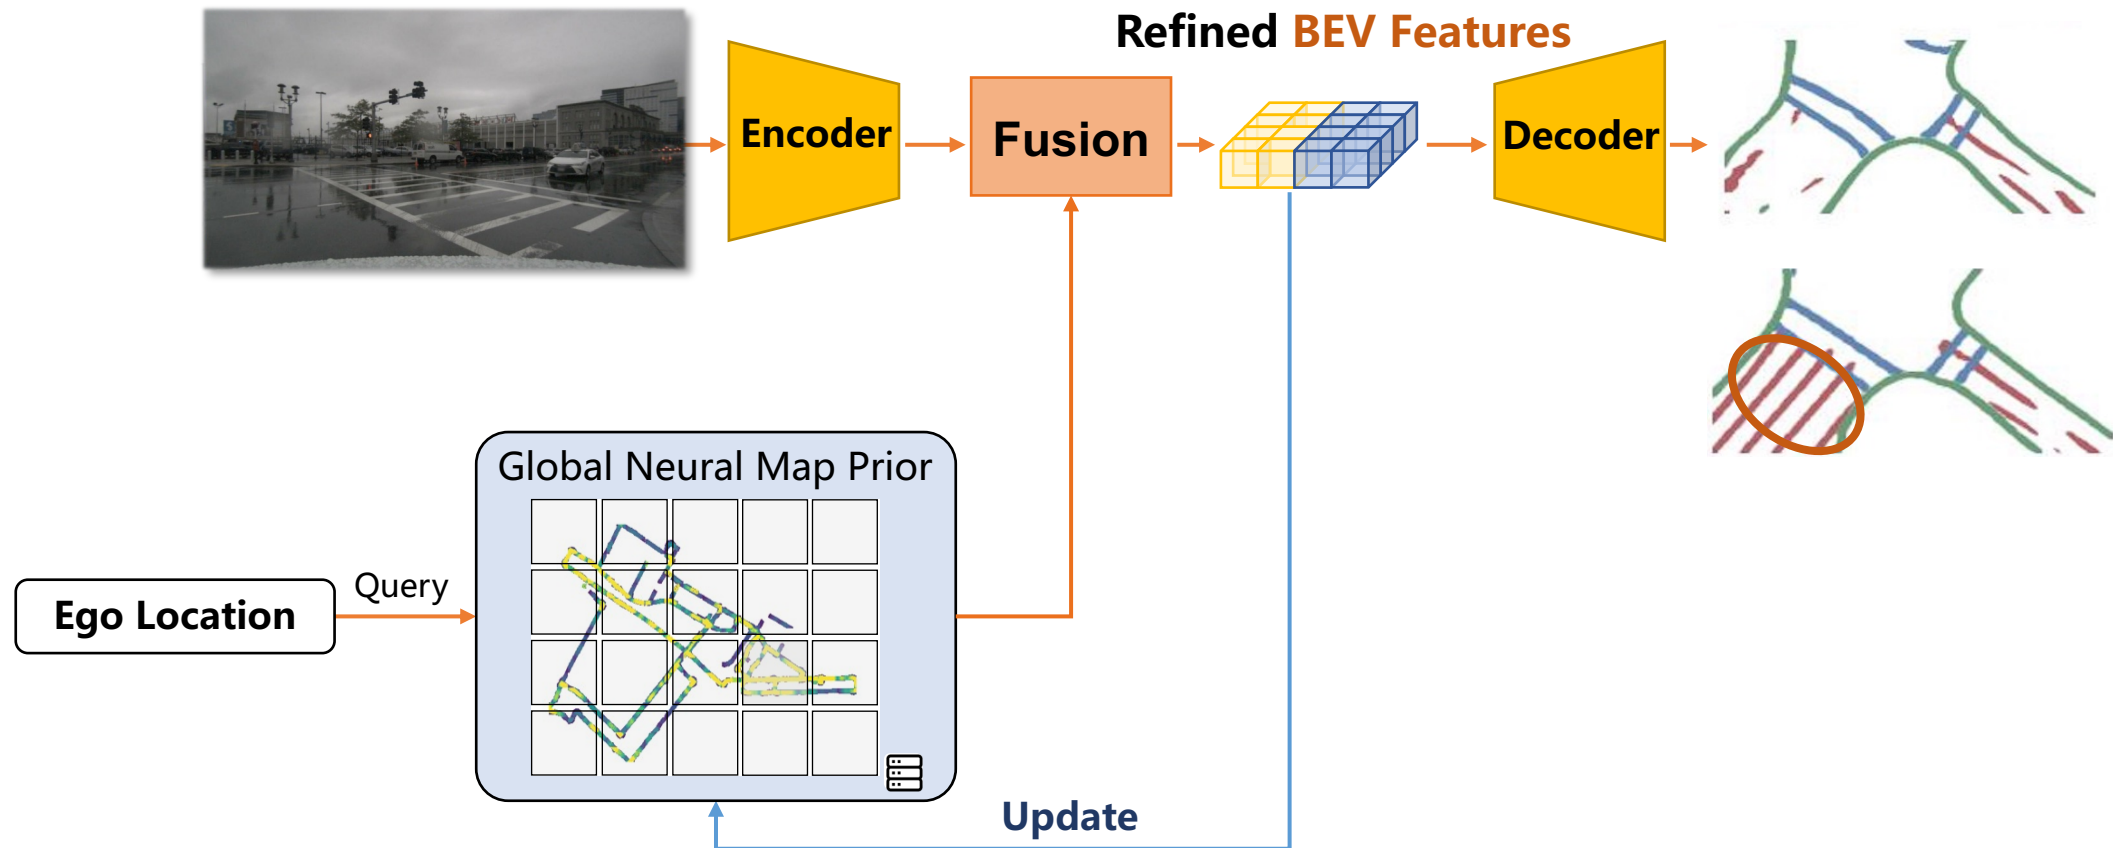 Refined BEV Features
Encoder
Fusion
Decoder
Global Neural Map Prior
Ego Location
Query
Update